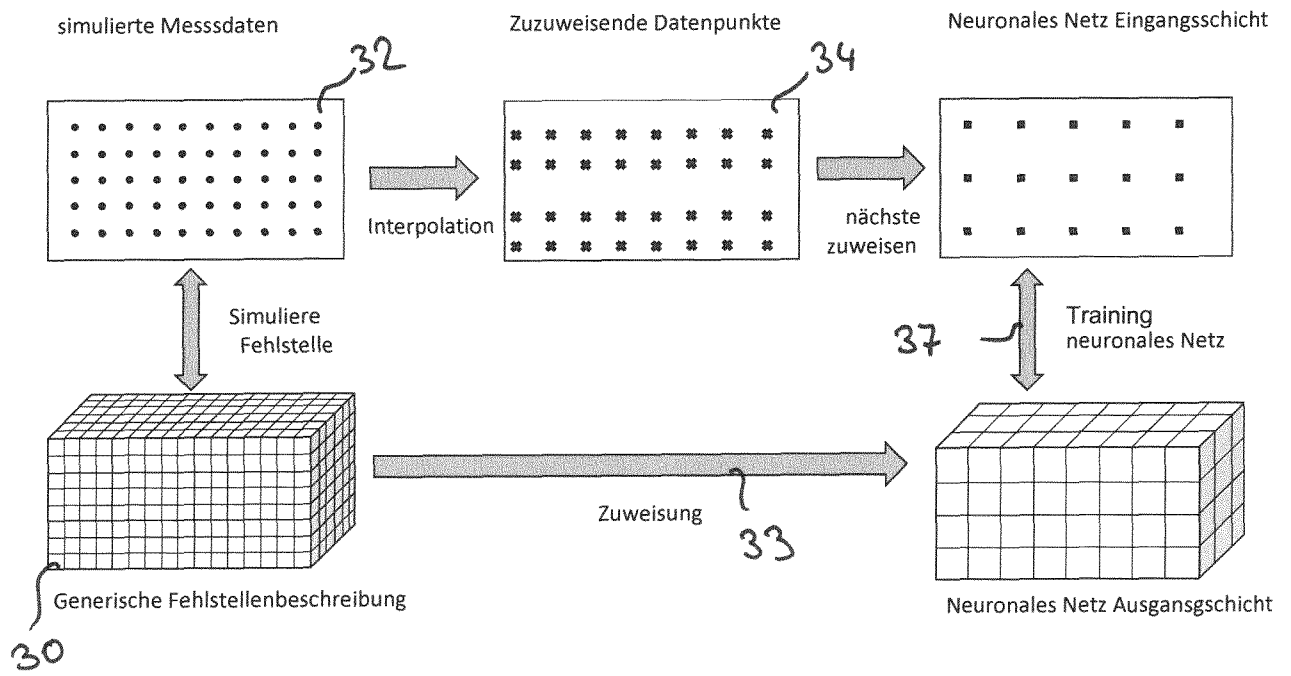 simulierte Messsdaten
Zuzuweisende Datenpunkte
Neuronales Netz Eingangsschicht
32
34
Interpolation
nächste
zuweisen
Simuliere
Fehlstelle
37
Training
neuronales Netz
Zuweisung
33
Generische Fehlstellenbeschreibung
Neuronales Netz Ausgansgschicht
30